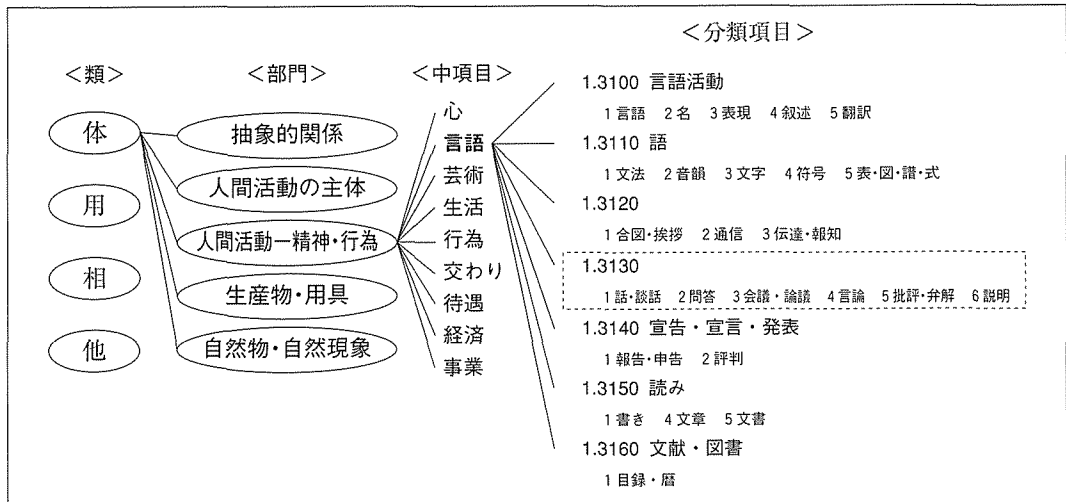 <分類項目>
<類> <部門> <中項目>
体
用
相
他
抽象的関係
人間活動の主体
人間活動ー精神・行為
生産物・用具
自然物・自然現象
心
言語
芸術
生活
行為
交わり
待遇
経済
事業
1.3100 言語活動
1 言語 2 名 3 表現 4 叙述 5 翻訳
1.3110 語
1 文法 2 音韻 3 文字 4 符号 5 表・図・譜・式
1.3120
1 合図・挨拶 2 通信 3 伝達・報知
1.3130
1 話・談話 2 問答 3 会議・論議 4 言論 5 批評・弁解 6 説明
1.3140 宣告・宣言・発表
1 報告・申告 2 評判
1.3150 読み
1 書き 4 文章 5 文書
1.3160 文献・図書
1 目録・暦